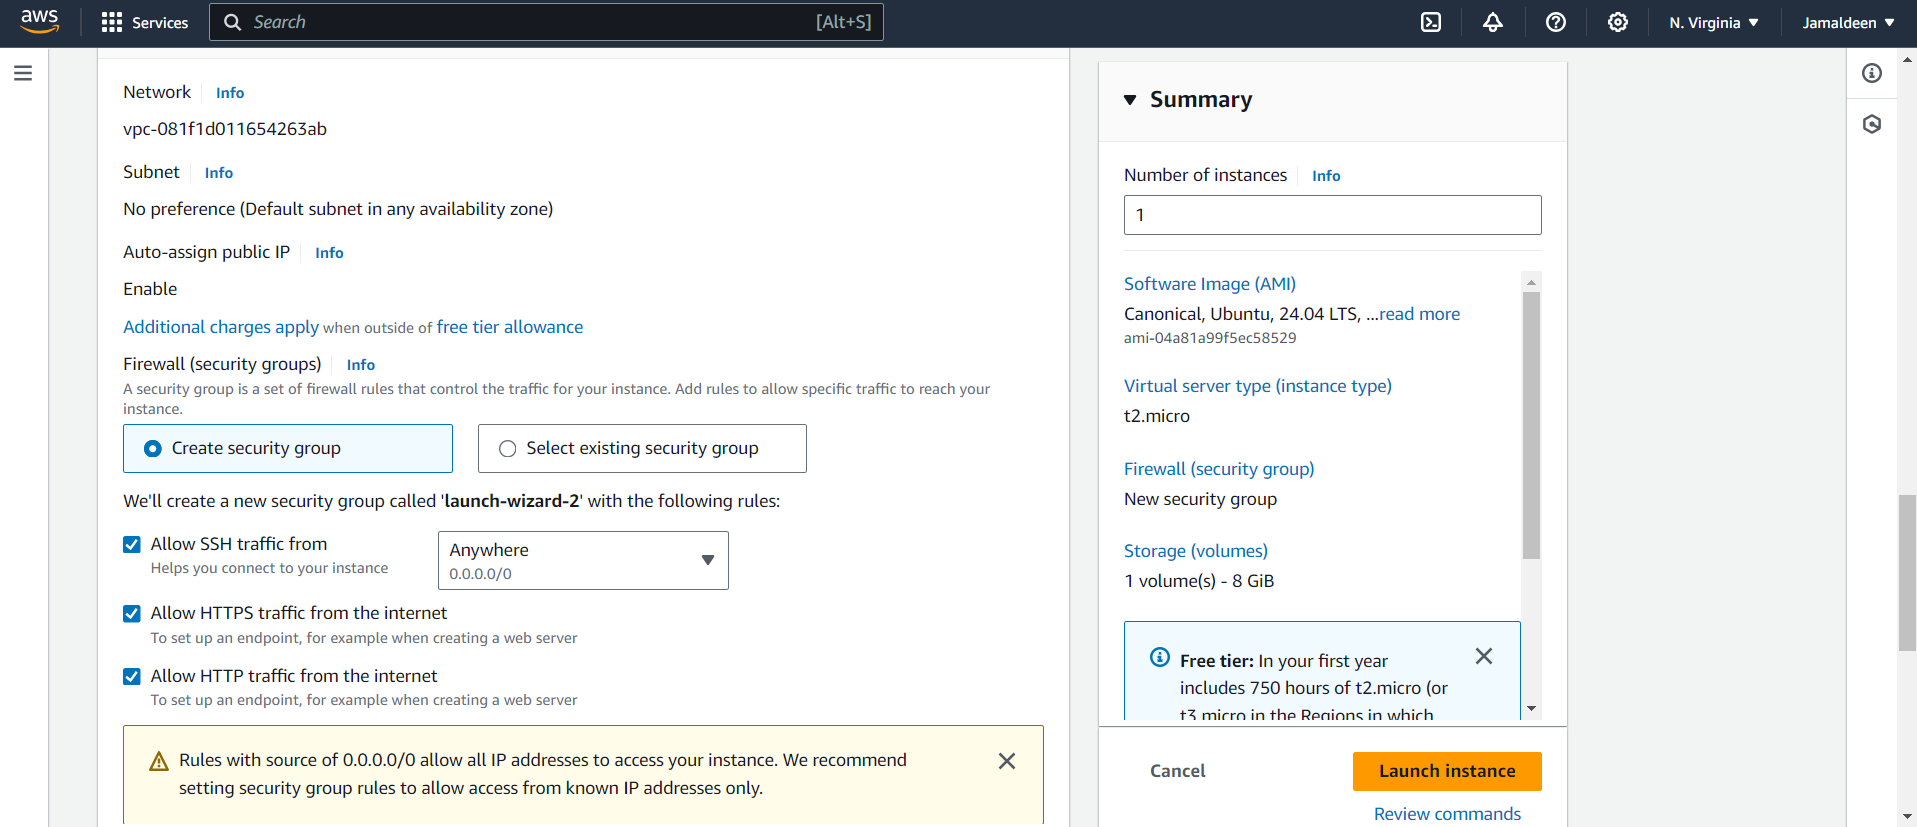 aws
Services
Search
[Alt+S]
N. Virginia
Jamaldeen
Network
Info
vpc-081f1d011654263ab
Subnet
Info
No preference (Default subnet in any availability zone)
Auto-assign public IP
Info
Enable
Additional charges apply when outside of free tier allowance
Firewall (security groups)
Info
A security group is a set of firewall rules that control the traffic for your instance. Add rules to allow specific traffic to reach your
instance.
Create security group
Select existing security group
We'll create a new security group called 'launch-wizard-2' with the following rules:
Allow SSH traffic from
Helps you connect to your instance
Anywhere
0.0.0.0/0
Allow HTTPS traffic from the internet
To set up an endpoint, for example when creating a web server
Allow HTTP traffic from the internet
To set up an endpoint, for example when creating a web server
Rules with source of 0.0.0.0/0 allow all IP addresses to access your instance. We recommend
setting security group rules to allow access from known IP addresses only.
Summary
Number of instances
Info
1
Software Image (AMI)
Canonical, Ubuntu, 24.04 LTS, ...read more
ami-04a81a99f5ec58529
Virtual server type (instance type)
t2.micro
Firewall (security group)
New security group
Storage (volumes)
1 volume(s) - 8 GiB
Free tier: In your first year
includes 750 hours of t2.micro (or
t3.micro in the Regions in which
Cancel
Launch instance
Review commands